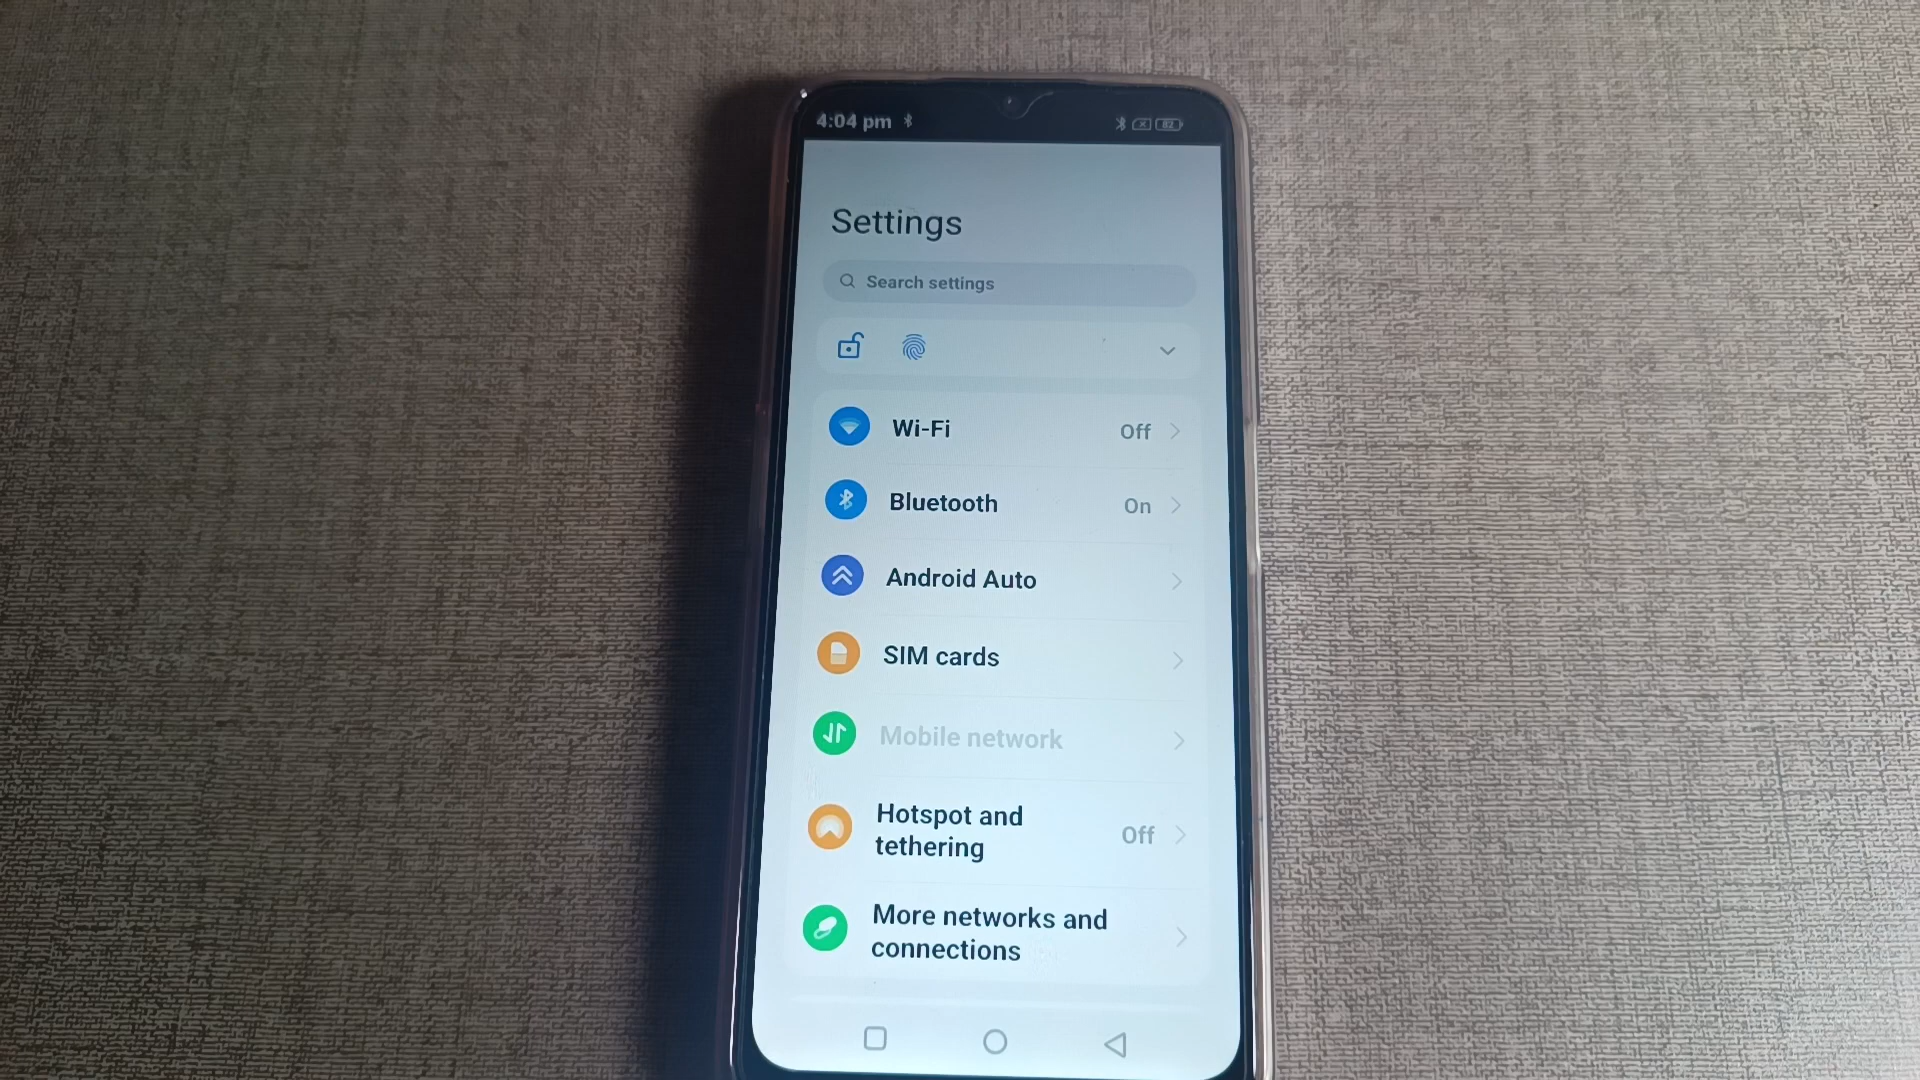 4:04 pm
82
Settings
Search settings
Wi-Fi Off
Bluetooth On
Android Auto
SIM cards
Mobile network
Hotspot and
tethering Off
More networks and
connections